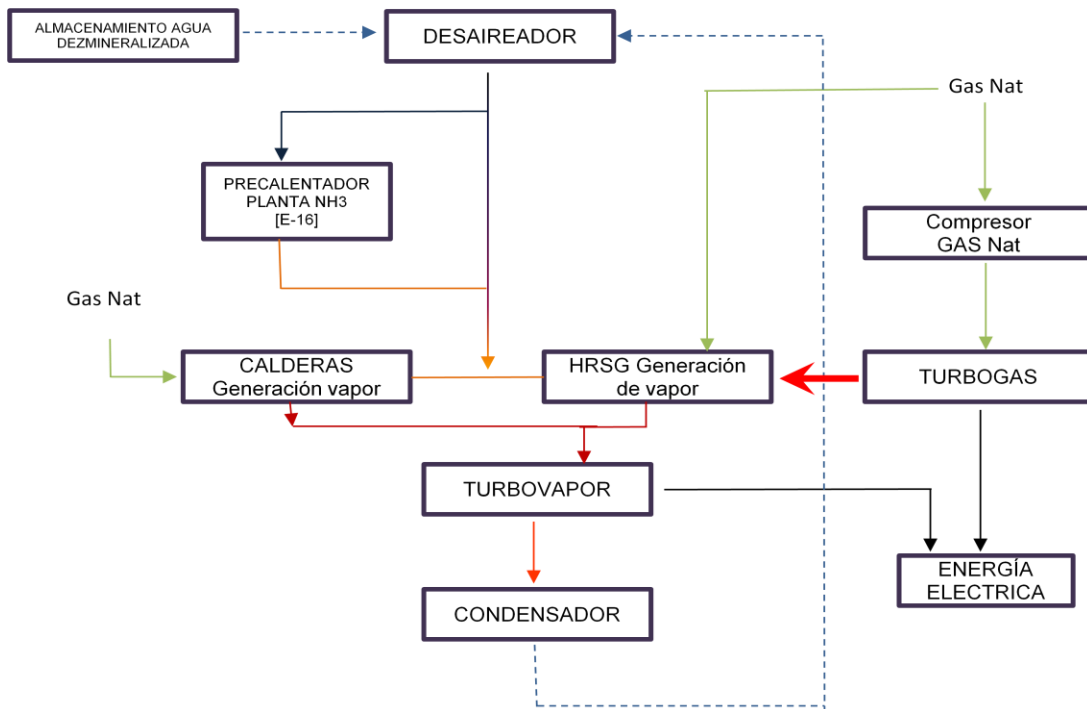 ALMACENAMIENTO AGUA
DEZMINERALIZADA
DESAIREADOR
Gas Nat
PRECALENTADOR
PLANTA NH3
[E-16]
Compresor
GAS Nat
Gas Nat
CALDERAS
Generación vapor
HRSG Generación
de vapor
TURBOGAS
TURBOVAPOR
ENERGÍA
ELECTRICA
CONDENSADOR